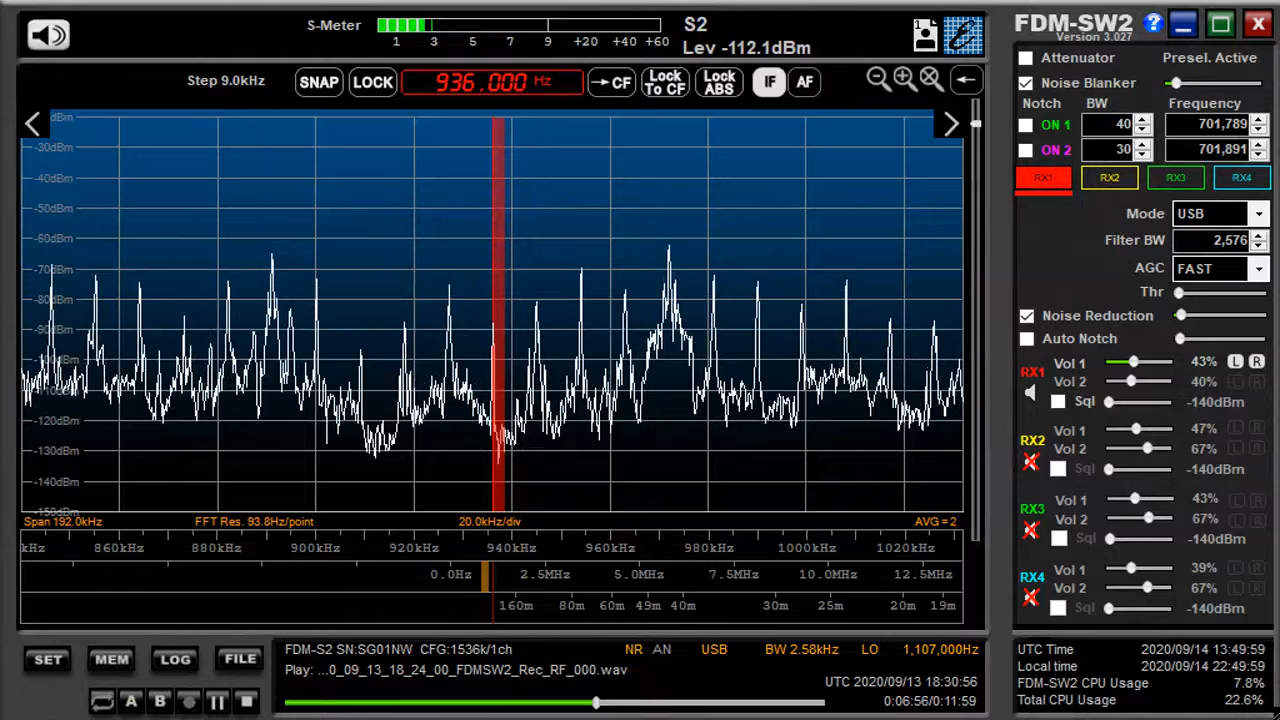 S-Meter
1 3 5 7 9 +20 +40 +60
S2
Lev -112.1dBm
FDM-SW2
Version 3.027
?
Step 9.0kHz
SNAP
LOCK
936.000 Hz
→CF
Lock To CF
Lock ABS
IF
AF
-30dBm
-40dBm
-50dBm
-60dBm
-70dBm
-80dBm
-90dBm
-100dBm
-110dBm
-120dBm
-130dBm
-140dBm
-150dBm
Span 192.0kHz FFT Res. 93.8Hz/point 20.0kHz/div AVG=2
kHz 860kHz 880kHz 900kHz 920kHz 940kHz 960kHz 980kHz 1000kHz 1020kHz
0.0Hz 2.5MHz 5.0MHz 7.5MHz 10.0MHz 12.5MHz
160m 80m 60m 49m 40m 30m 25m 20m 19m
Attenuator Presel. Active
Noise Blanker
Notch BW Frequency
ON 1 40 701,789
ON 2 30 701,891
RX1 RX2 RX3 RX4
Mode USB
Filter BW 2,576
AGC FAST
Thr
Noise Reduction
Auto Notch
RX1
Vol 1 43% L R
Vol 2 40% L R
Sql -140dBm
RX2
Vol 1 47% L R
Vol 2 67% L R
Sql -140dBm
RX3
Vol 1 43% L R
Vol 2 67% L R
Sql -140dBm
RX4
Vol 1 39% L R
Vol 2 67% L R
Sql -140dBm
SET MEM LOG FILE
A B
FDM-S2 SN:SG01NW CFG:1536k/1ch NR AN USB BW 2.58kHz LO 1,107,000Hz
Play: ...0_09_13_18_24_00_FDMSW2_Rec_RF_000.wav
UTC 2020/09/13 18:30:56
0:06:56/0:11:59
UTC Time 2020/09/14 13:49:59
Local time 2020/09/14 22:49:59
FDM-SW2 CPU Usage 7.8%
Total CPU Usage 22.6%